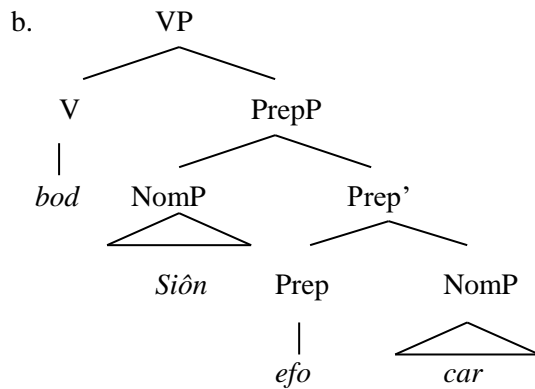 b. VP
V PrepP
bod NomP Prep’
Siôn Prep NomP
efo car